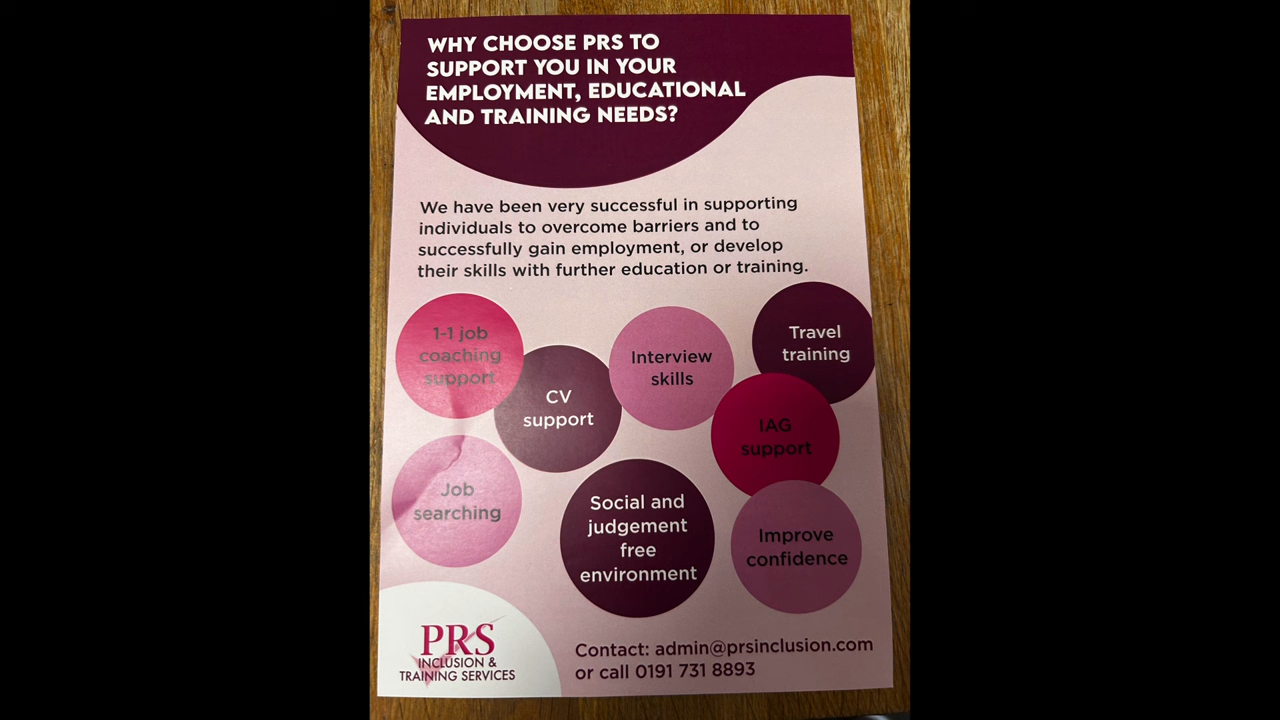 WHY CHOOSE PRS TO
SUPPORT YOU IN YOUR
EMPLOYMENT, EDUCATIONAL
AND TRAINING NEEDS?
We have been very successful in supporting
individuals to overcome barriers and to
successfully gain employment, or develop
their skills with further education or training.
1-1 job
coaching
support
CV
support
Interview
skills
Travel
training
IAG
support
Job
searching
Social and
judgement
free
environment
Improve
confidence
PRS
INCLUSION &
TRAINING SERVICES
Contact: admin@prsinclusion.com
or call 0191 731 8893